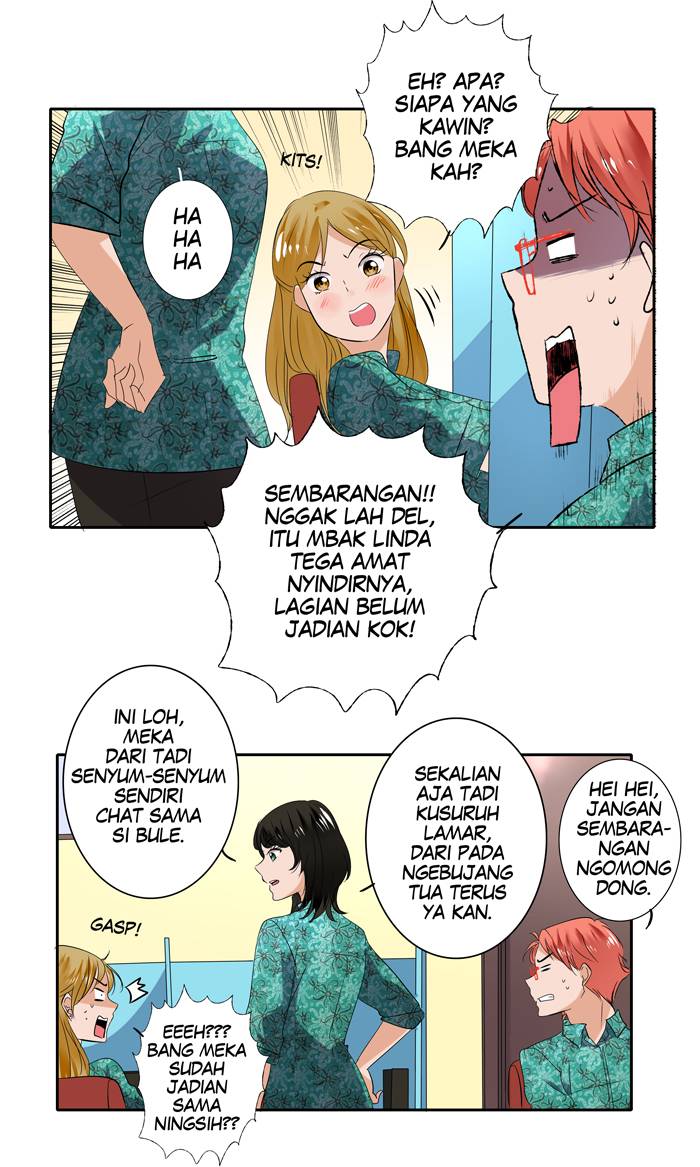 EH? APA?
SIAPA YANG
KAWIN?
BANG MEKA
KAH?
KITS!
HA
HA
HA
SEMBARANGAN!!
NGGAK LAH DEL,
ITU MBAK LINDA
TEGA AMAT
NYINDIRNYA,
LAGIAN BELUM
JADIAN KOK!
INI LOH,
MEKA
DARI TADI
SENYUM-SENYUM
SENDIRI
CHAT SAMA
SI BULE.
SEKALIAN
AJA TADI
KUSURUH
LAMAR,
DARI PADA
NGEBUJANG
TUA TERUS
YA KAN.
HEI HEI,
JANGAN
SEMBARA-
NGAN
NGOMONG
DONG.
GASP!
EEEH???
BANG MEKA
SUDAH
JADIAN
SAMA
NINGSIH??